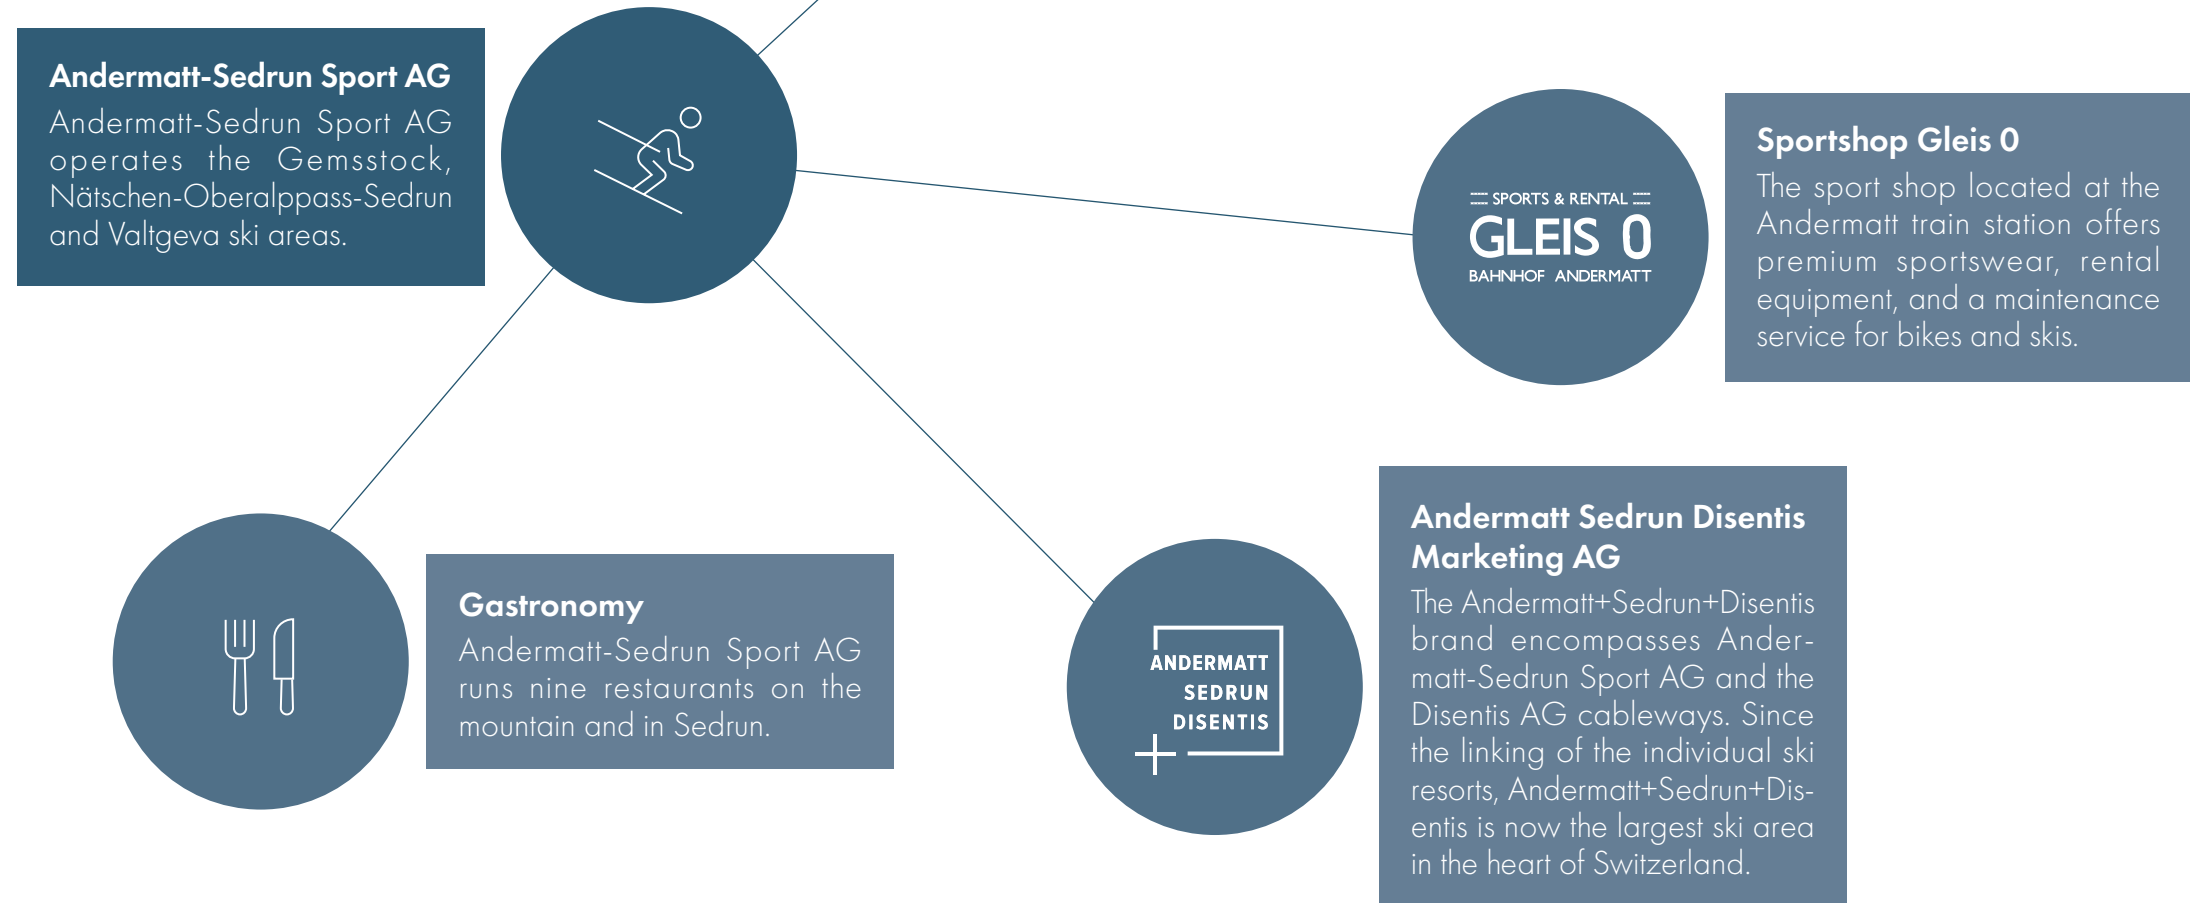 Andermatt-Sedrun Sport AG
Andermatt-Sedrun Sport AG
operates the Gemsstock,
Nätschen-Oberalppass-Sedrun
and Valtgeva ski areas.
SPORTS & RENTAL
GLEIS 0
BAHNHOF ANDERMATT
Sportshop Gleis 0
The sport shop located at the
Andermatt train station offers
premium sportswear, rental
equipment, and a maintenance
service for bikes and skis.
Gastronomy
Andermatt-Sedrun Sport AG
runs nine restaurants on the
mountain and in Sedrun.
ANDERMATT
SEDRUN
DISENTIS
Andermatt Sedrun Disentis
Marketing AG
The Andermatt+Sedrun+Disentis
brand encompasses Ander-
matt-Sedrun Sport AG and the
Disentis AG cableways. Since
the linking of the individual ski
resorts, Andermatt+Sedrun+Dis-
entis is now the largest ski area
in the heart of Switzerland.